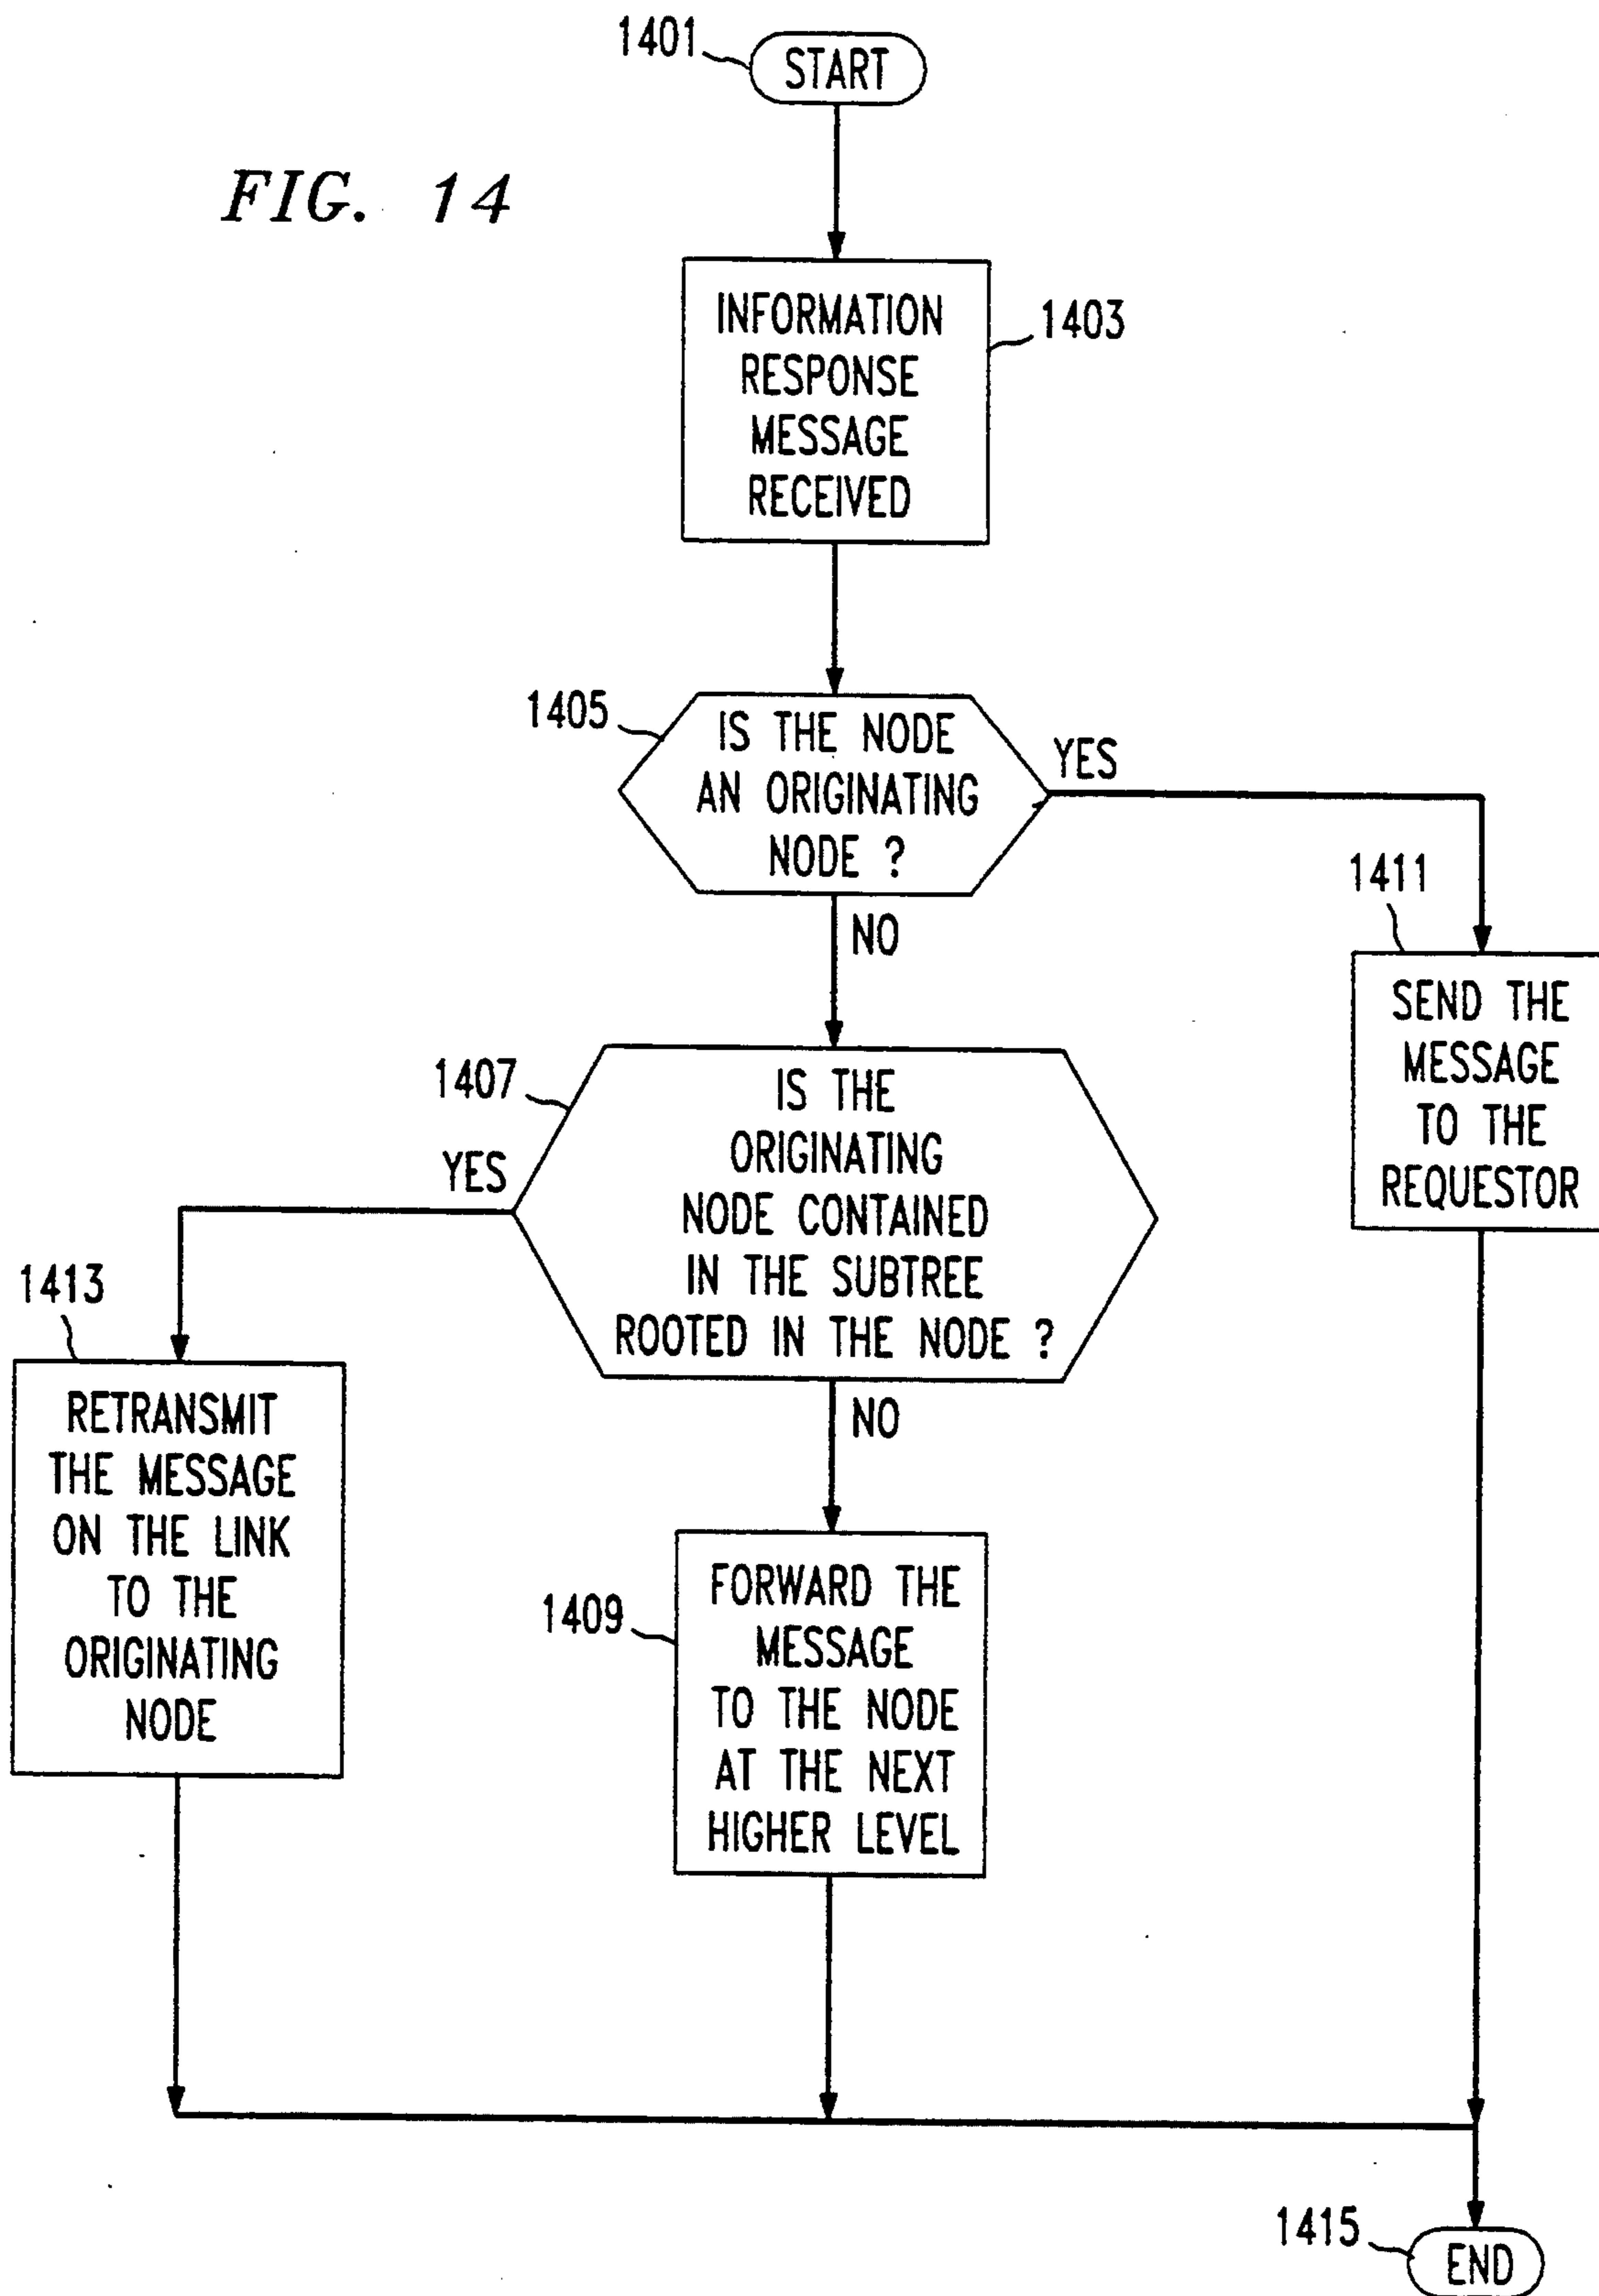 1401
START
FIG. 14
INFORMATION
RESPONSE
MESSAGE
RECEIVED
1403
1405
IS THE NODE
AN ORIGINATING
NODE ?
YES
NO
1411
SEND THE
MESSAGE
TO THE
REQUESTOR
1407
IS THE
ORIGINATING
NODE CONTAINED
IN THE SUBTREE
ROOTED IN THE NODE ?
YES
NO
1413
RETRANSMIT
THE MESSAGE
ON THE LINK
TO THE
ORIGINATING
NODE
1409
FORWARD THE
MESSAGE
TO THE NODE
AT THE NEXT
HIGHER LEVEL
1415
END